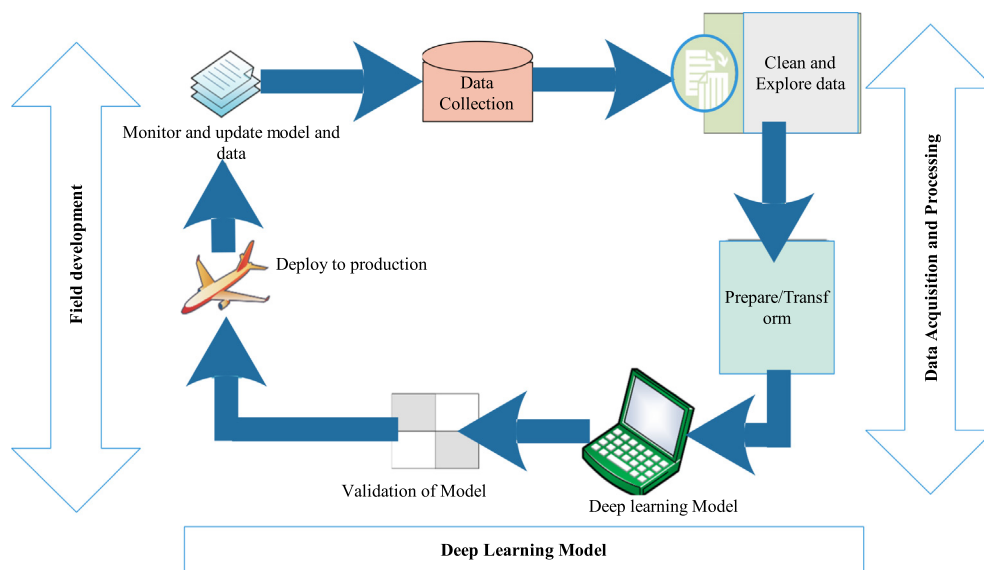 Data
Collection
Clean and
Explore data
Monitor and update model and
data
Field development
Deploy to production
Prepare/Transf
orm
Data Acquisition and Processing
Validation of Model
Deep learning Model
Deep Learning Model